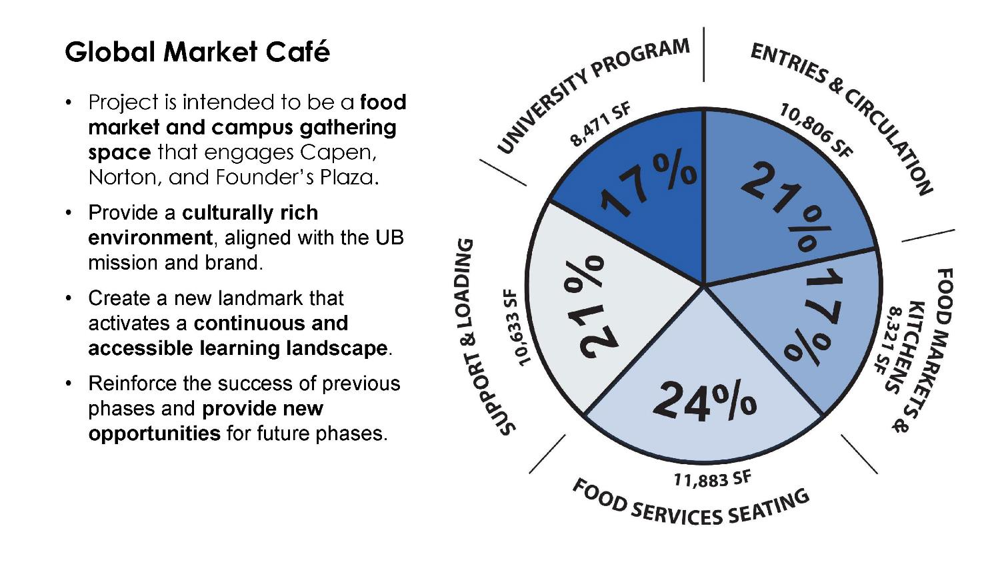 Global Market Café
• Project is intended to be a food
market and campus gathering
space that engages Capen,
Norton, and Founder's Plaza.
• Provide a culturally rich
environment, aligned with the UB
mission and brand.
• Create a new landmark that
activates a continuous and
accessible learning landscape.
• Reinforce the success of previous
phases and provide new
opportunities for future phases.
UNIVERSITY PROGRAM
8,471 SF
17%
ENTRIES & CIRCULATION
10,806 SF
21%
FOOD MARKETS &
KITCHENS
8,321 SF
17%
FOOD SERVICES SEATING
11,883 SF
24%
SUPPORT & LOADING
10,633 SF
21%